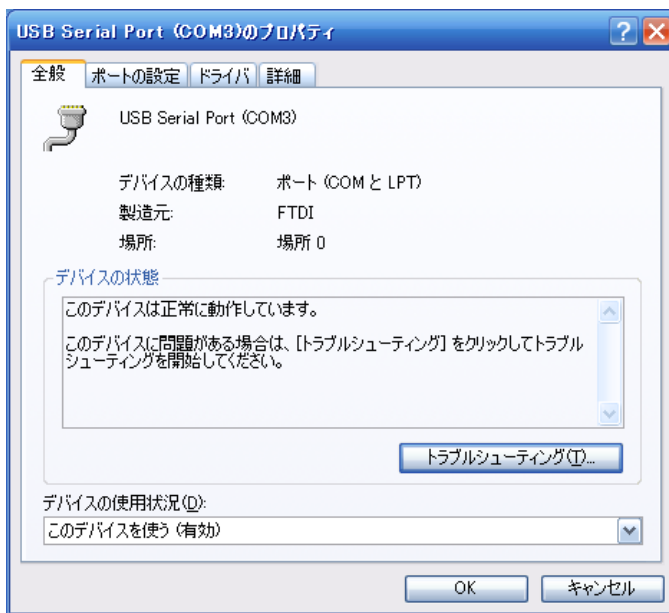 USB Serial Port (COM3)のプロパティ
全般 ポートの設定 ドライバ 詳細
USB Serial Port (COM3)
デバイスの種類: ポート (COM と LPT)
製造元: FTDI
場所: 場所 0
デバイスの状態
このデバイスは正常に動作しています。
このデバイスに問題がある場合は、[トラブルシューティング] をクリックしてトラブル
シューティングを開始してください。
トラブルシューティング(T)...
デバイスの使用状況(D):
このデバイスを使う (有効)
OK キャンセル